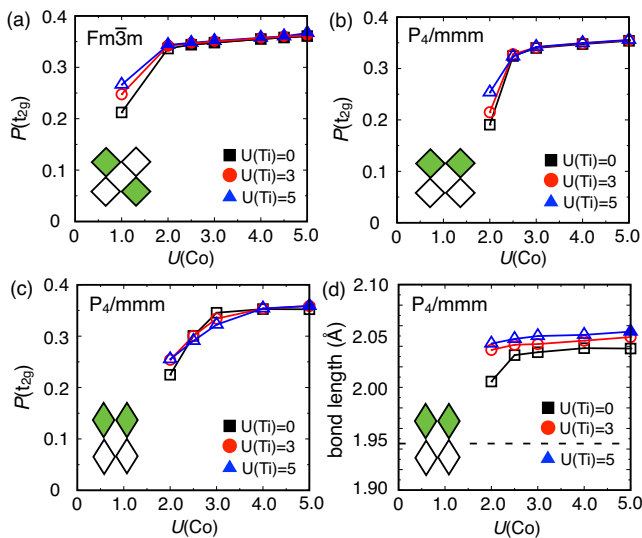 (a)
Fm3̅m
P(t2g)
0.4
0.3
0.2
0.1
0
U(Ti)=0
U(Ti)=3
U(Ti)=5
0 1.0 2.0 3.0 4.0 5.0
U(Co)
(b)
P4/mmm
P(t2g)
0.4
0.3
0.2
0.1
0
U(Ti)=0
U(Ti)=3
U(Ti)=5
0 1.0 2.0 3.0 4.0 5.0
U(Co)
(c)
P4/mmm
P(t2g)
0.4
0.3
0.2
0.1
0
U(Ti)=0
U(Ti)=3
U(Ti)=5
0 1.0 2.0 3.0 4.0 5.0
U(Co)
(d)
P4/mmm
bond length (Å)
2.10
2.05
2.00
1.95
1.90
U(Ti)=0
U(Ti)=3
U(Ti)=5
0 1.0 2.0 3.0 4.0 5.0
U(Co)